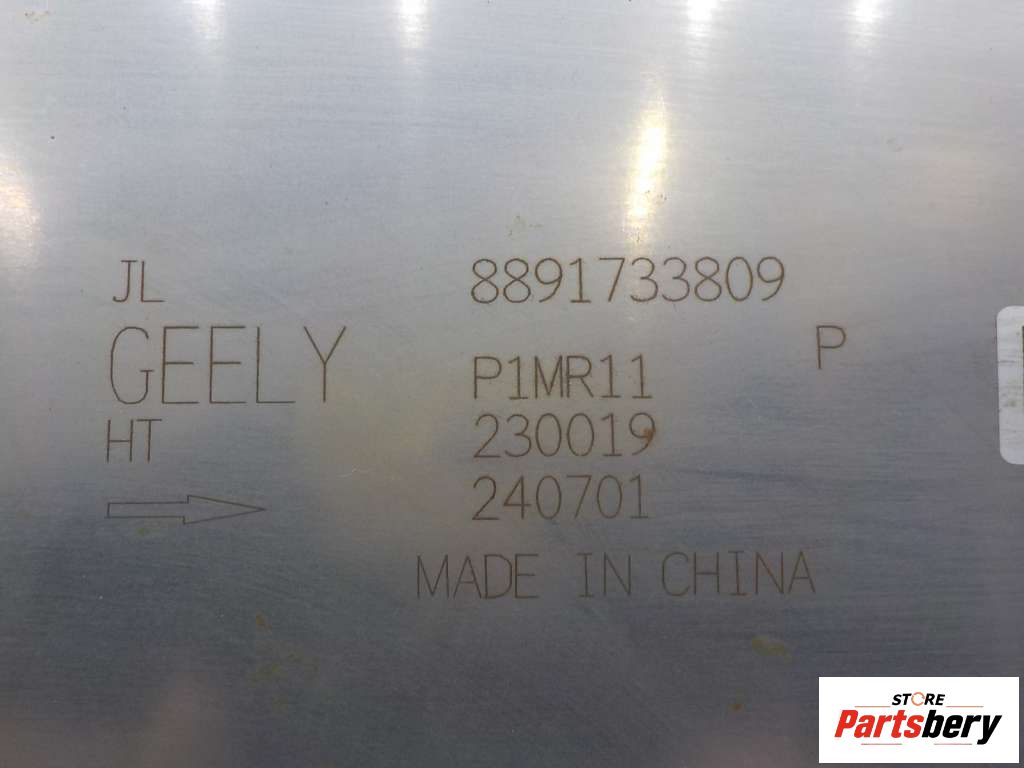 JL 8891733809
GEELY P1MR11 P
HT 230019
240701
MADE IN CHINA
STORE
Partsbery